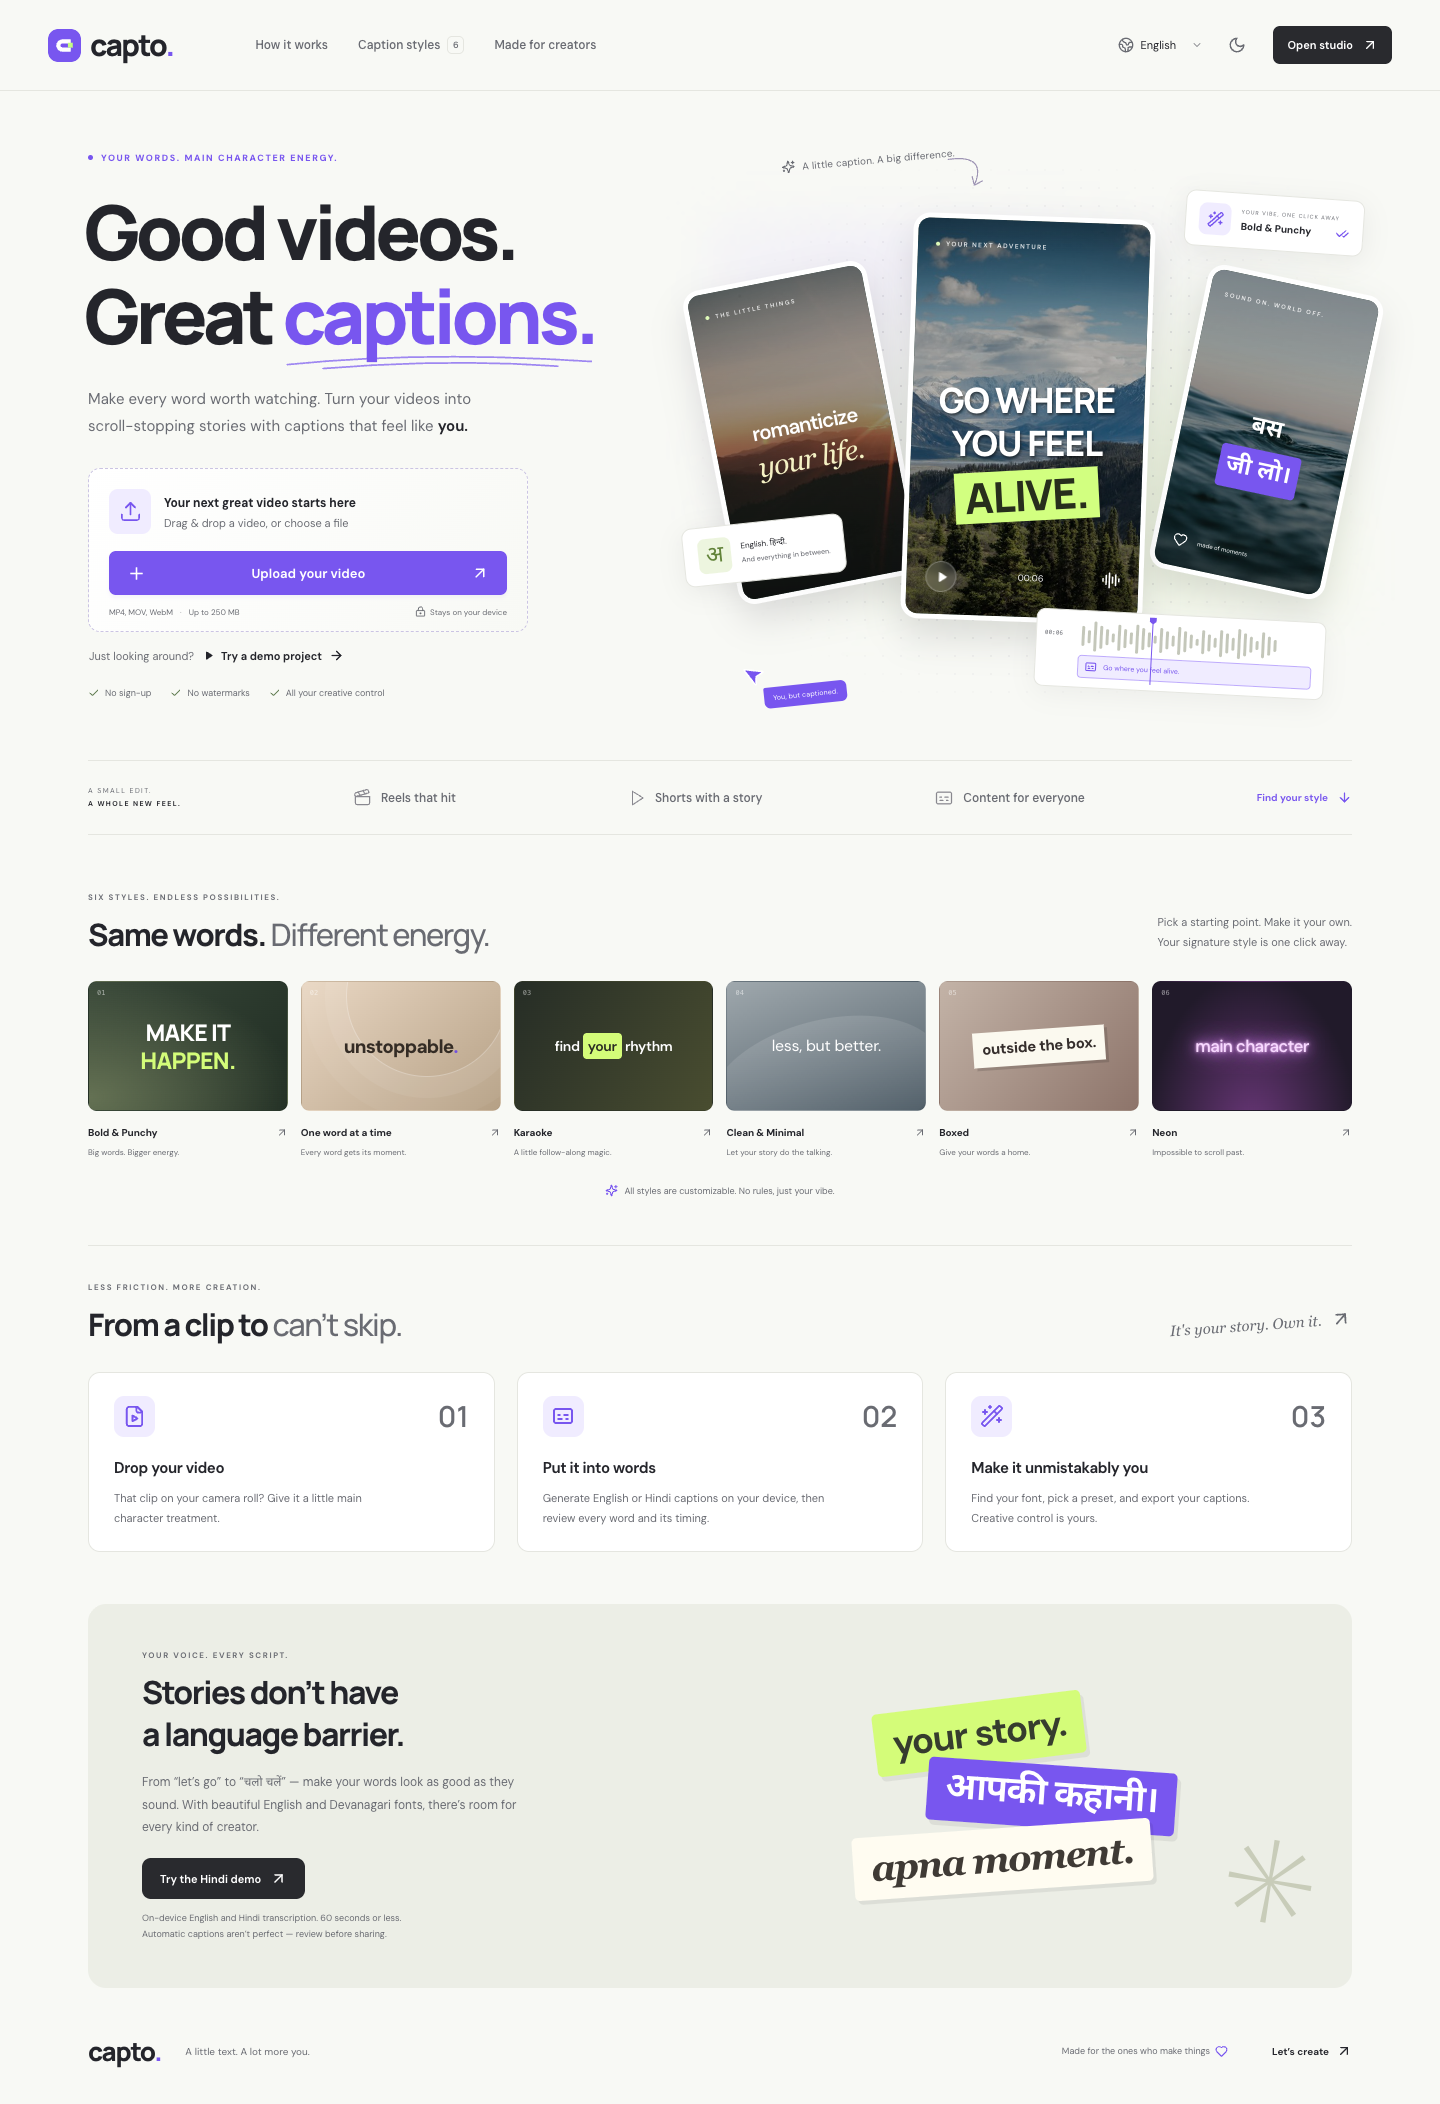 capto.
How it works
Caption styles 6
Made for creators
English
Open studio
YOUR WORDS. MAIN CHARACTER ENERGY.
Good videos.
Great captions.
Make every word worth watching. Turn your videos into
scroll-stopping stories with captions that feel like you.
Your next great video starts here
Drag & drop a video, or choose a file
Upload your video
MP4, MOV, WebM · Up to 250 MB
Stays on your device
Just looking around? Try a demo project
No sign-up
No watermarks
All your creative control
A little caption. A big difference.
YOUR VIBE, ONE CLICK AWAY
Bold & Punchy
THE LITTLE THINGS
romanticize
your life.
अ
English. हिन्दी.
And everything in between.
YOUR NEXT ADVENTURE
GO WHERE
YOU FEEL
ALIVE.
00:06
SOUND ON. WORLD OFF.
बस
जी लो।
made of moments
00:06
Go where you feel alive.
You, but captioned.
A SMALL EDIT.
A WHOLE NEW FEEL.
Reels that hit
Shorts with a story
Content for everyone
Find your style
SIX STYLES. ENDLESS POSSIBILITIES.
Same words. Different energy.
Pick a starting point. Make it your own.
Your signature style is one click away.
01
MAKE IT
HAPPEN.
Bold & Punchy
Big words. Bigger energy.
02
unstoppable.
One word at a time
Every word gets its moment.
03
find your rhythm
Karaoke
A little follow-along magic.
04
less, but better.
Clean & Minimal
Let your story do the talking.
05
outside the box.
Boxed
Give your words a home.
06
main character
Neon
Impossible to scroll past.
All styles are customizable. No rules, just your vibe.
LESS FRICTION. MORE CREATION.
From a clip to can't skip.
It's your story. Own it.
01
Drop your video
That clip on your camera roll? Give it a little main
character treatment.
02
Put it into words
Generate English or Hindi captions on your device, then
review every word and its timing.
03
Make it unmistakably you
Find your font, pick a preset, and export your captions.
Creative control is yours.
YOUR VOICE. EVERY SCRIPT.
Stories don't have
a language barrier.
From “let's go” to “चलो चलें” — make your words look as good as they
sound. With beautiful English and Devanagari fonts, there's room for
every kind of creator.
Try the Hindi demo
On-device English and Hindi transcription. 60 seconds or less.
Automatic captions aren't perfect — review before sharing.
your story.
आपकी कहानी।
apna moment.
capto.
A little text. A lot more you.
Made for the ones who make things
Let's create